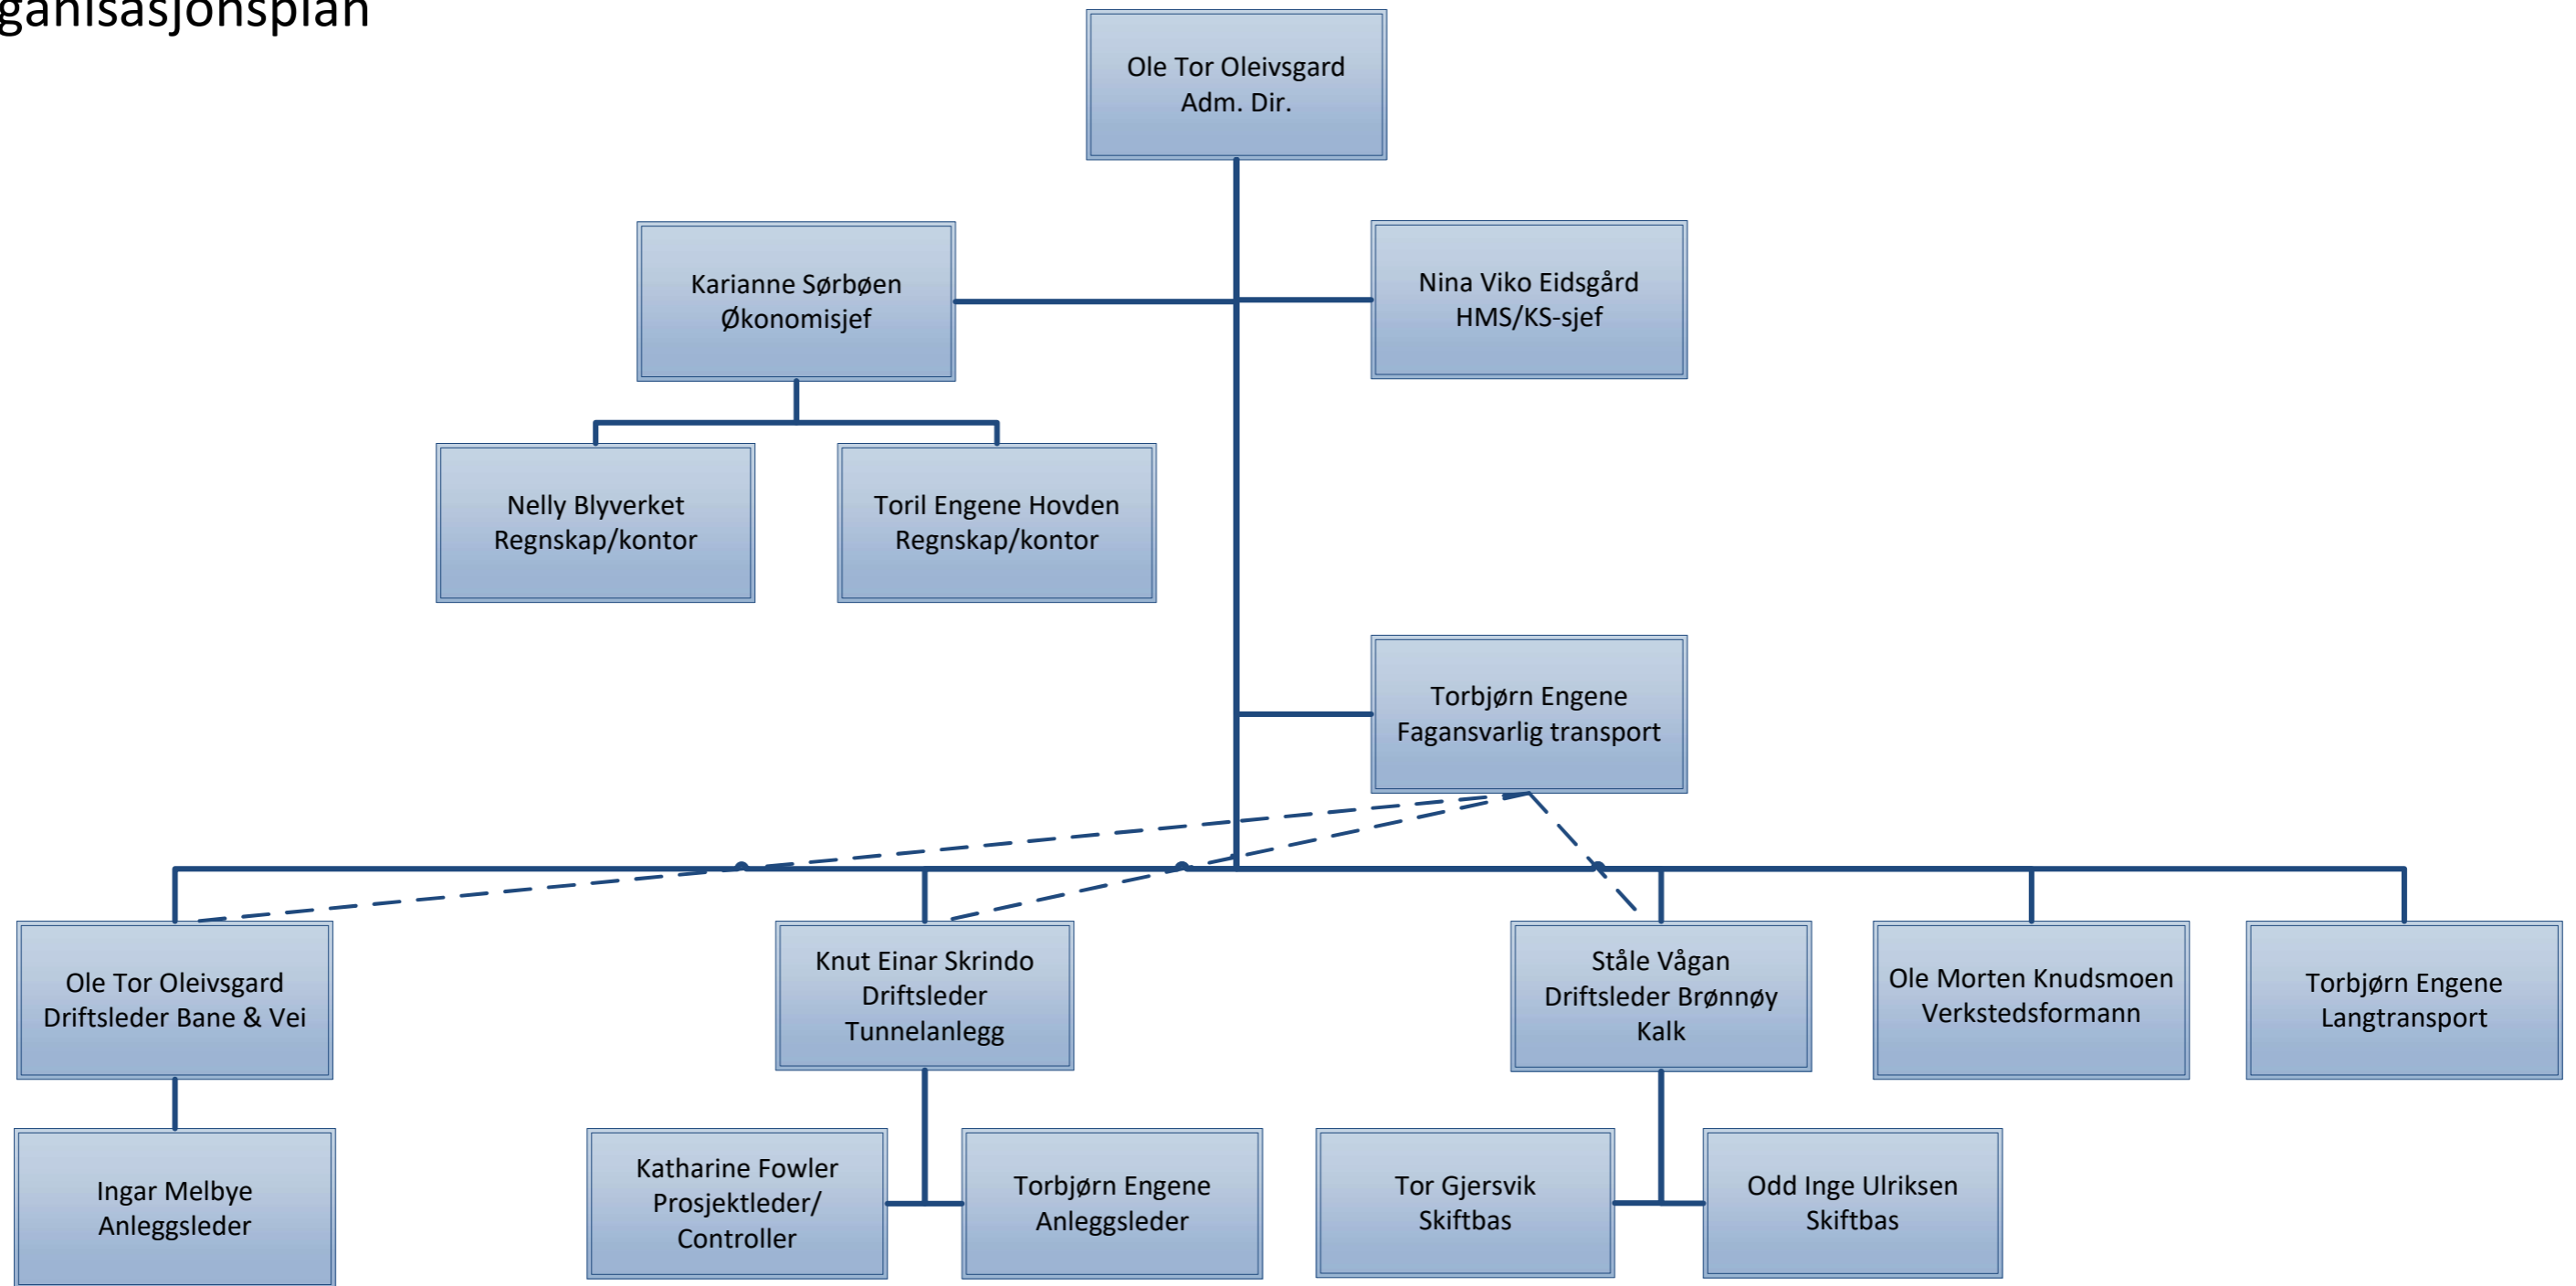 ganisasjonsplan
Ole Tor Oleivsgard
Adm. Dir.
Karianne Sørbøen
Økonomisjef
Nina Viko Eidsgård
HMS/KS-sjef
Nelly Blyverket
Regnskap/kontor
Toril Engene Hovden
Regnskap/kontor
Torbjørn Engene
Fagansvarlig transport
Ole Tor Oleivsgard
Driftsleder Bane & Vei
Knut Einar Skrindo
Driftsleder
Tunnelanlegg
Ståle Vågan
Driftsleder Brønnøy
Kalk
Ole Morten Knudsmoen
Verkstedsformann
Torbjørn Engene
Langtransport
Ingar Melbye
Anleggsleder
Katharine Fowler
Prosjektleder/
Controller
Torbjørn Engene
Anleggsleder
Tor Gjersvik
Skiftbas
Odd Inge Ulriksen
Skiftbas